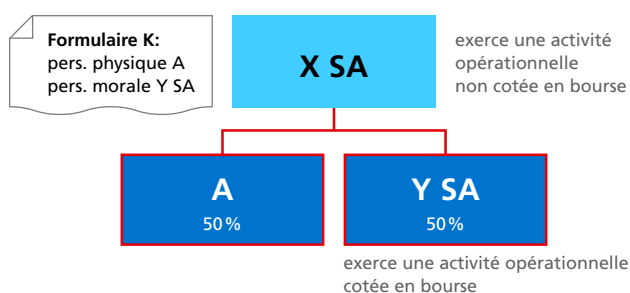 Formulaire K:
pers. physique A
pers. morale Y SA
X SA
exerce une activité
opérationnelle
non cotée en bourse
A
50 %
Y SA
50 %
exerce une activité opérationnelle
cotée en bourse